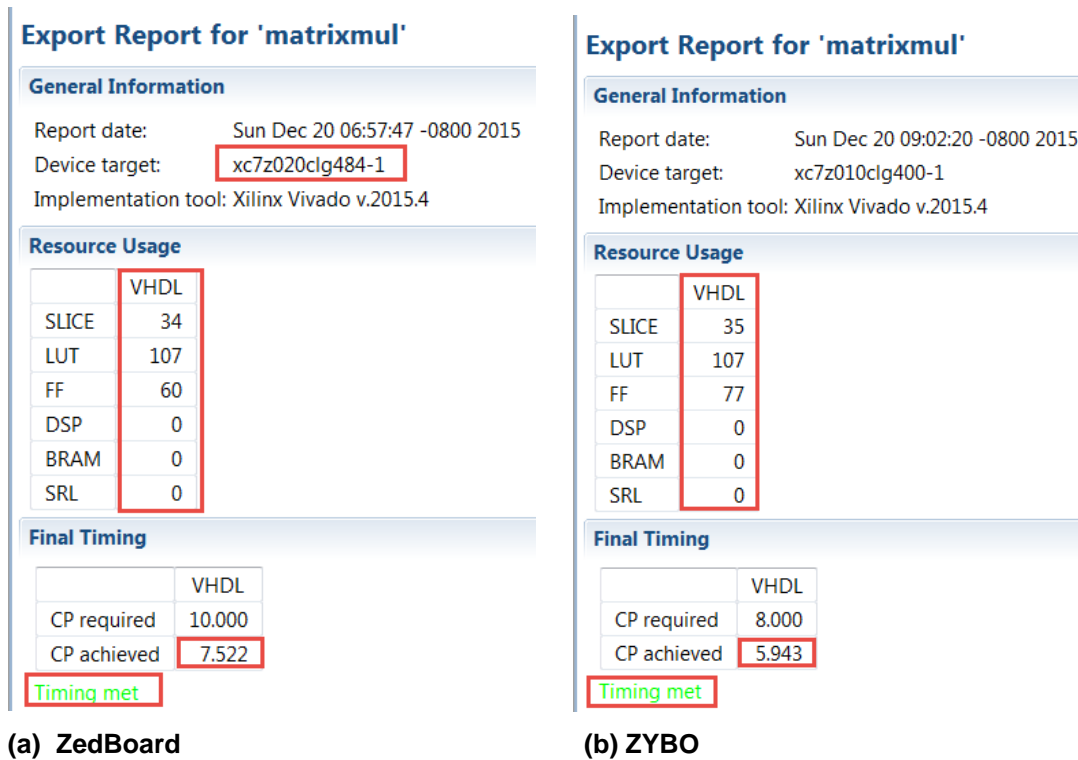 Export Report for 'matrixmul'
General Information
Report date: Sun Dec 20 06:57:47 -0800 2015
Device target: xc7z020clg484-1
Implementation tool: Xilinx Vivado v.2015.4
Resource Usage
VHDL
SLICE 34
LUT 107
FF 60
DSP 0
BRAM 0
SRL 0
Final Timing
VHDL
CP required 10.000
CP achieved 7.522
Timing met
(a) ZedBoard
Export Report for 'matrixmul'
General Information
Report date: Sun Dec 20 09:02:20 -0800 2015
Device target: xc7z010clg400-1
Implementation tool: Xilinx Vivado v.2015.4
Resource Usage
VHDL
SLICE 35
LUT 107
FF 77
DSP 0
BRAM 0
SRL 0
Final Timing
VHDL
CP required 8.000
CP achieved 5.943
Timing met
(b) ZYBO